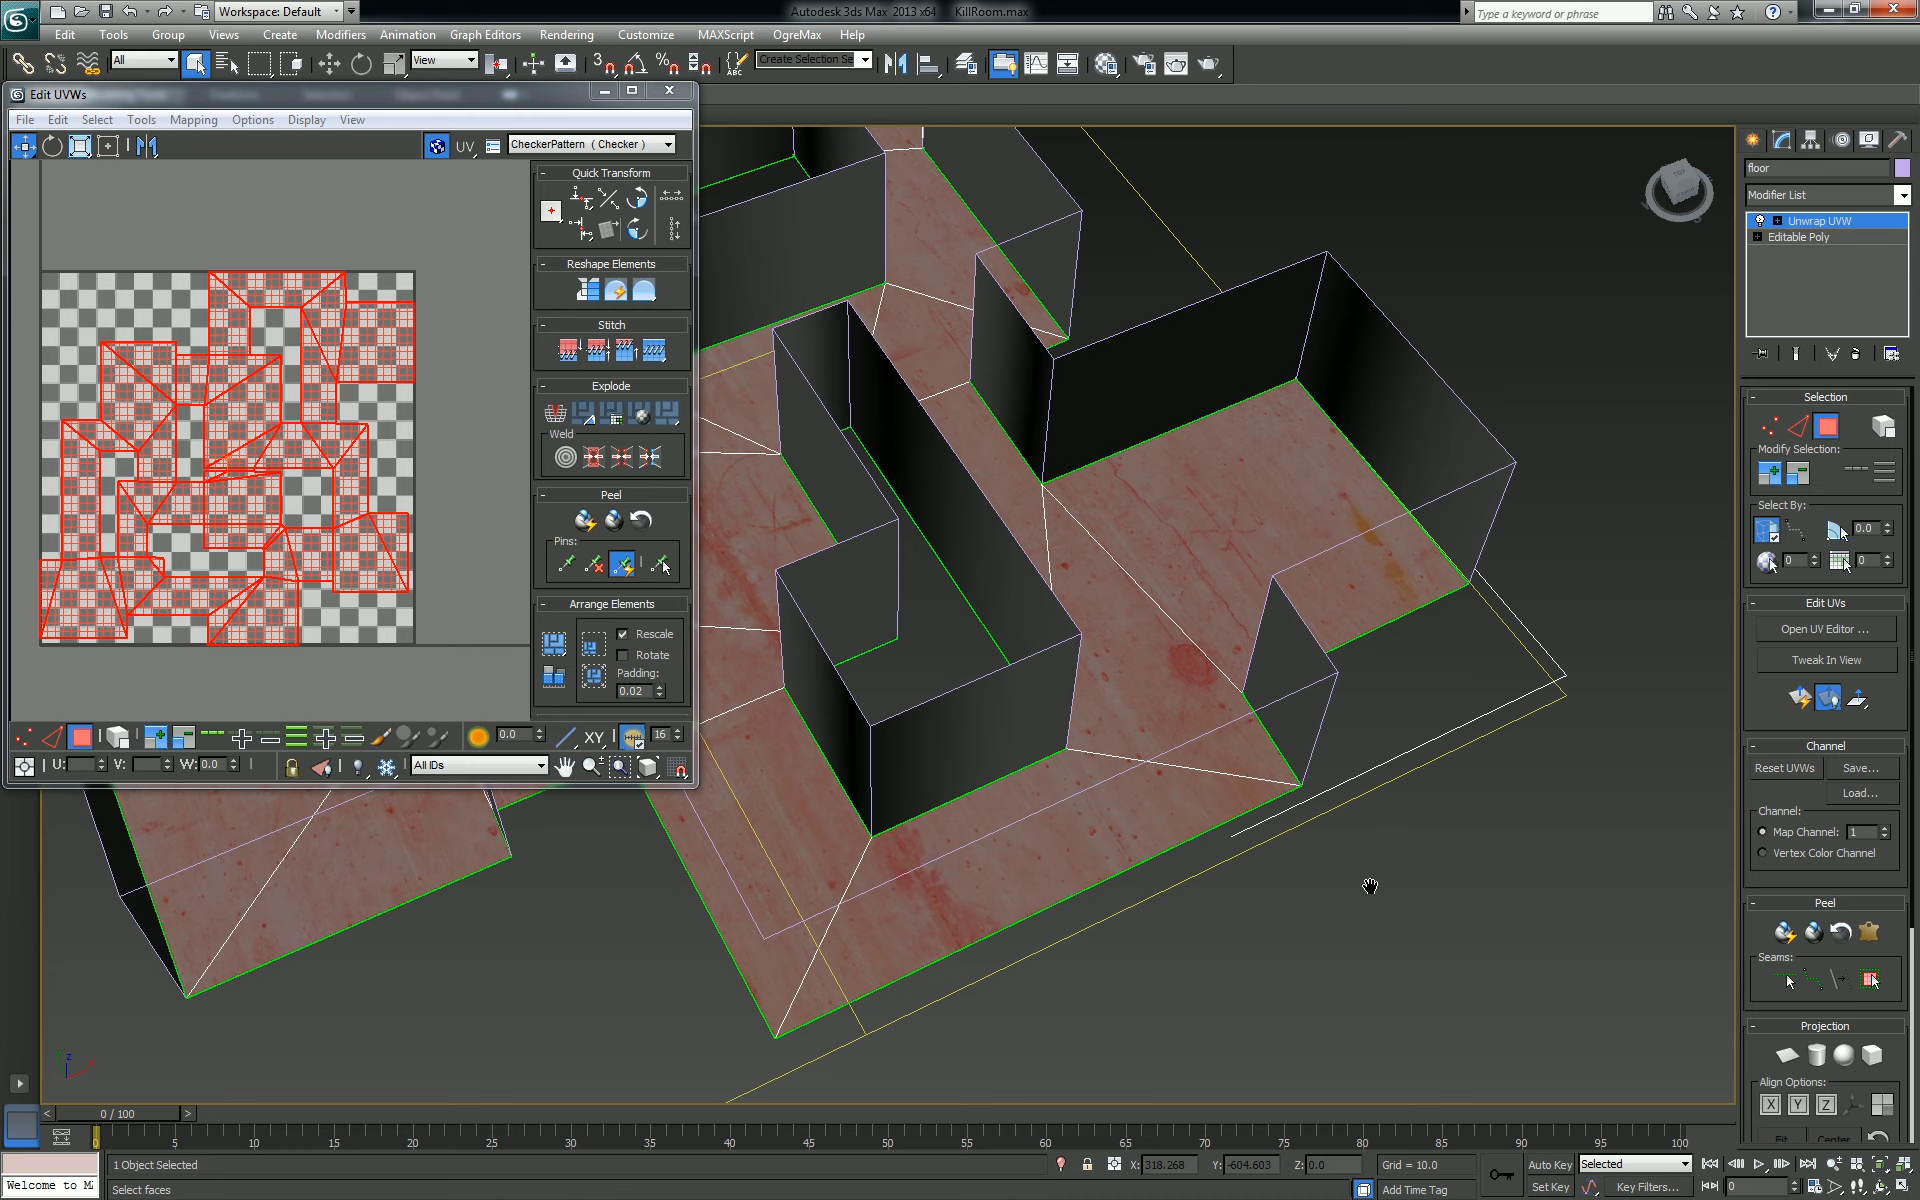 Workspace: Default
Autodesk 3ds Max 2013 x64 KillRoom.max
Type a keyword or phrase
Edit Tools Group Views Create Modifiers Animation Graph Editors Rendering Customize MAXScript OgreMax Help
All
View
Create Selection Se
Edit UVWs
File Edit Select Tools Mapping Options Display View
UV
CheckerPattern ( Checker )
Quick Transform
Reshape Elements
Stitch
Explode
Weld
Peel
Pins:
Arrange Elements
Rescale
Rotate
Padding:
0.02
0.0
XY
16
U:
V:
W: 0.0
All IDs
TOP
floor
Modifier List
Unwrap UVW
Editable Poly
Selection
Modify Selection:
Select By:
0.0
0
0
Edit UVs
Open UV Editor ...
Tweak In View
Channel
Reset UVWs Save...
Load...
Channel:
Map Channel: 1
Vertex Color Channel
Peel
Seams:
Projection
Align Options:
X Y Z
Fit Center
z
< 0 / 100 >
0 5 10 15 20 25 30 35 40 45 50 55 60 65 70 75 80 85 90 95 100
1 Object Selected
X: 318.268 Y: -604.603 Z: 0.0
Grid = 10.0
Auto Key Selected
Welcome to M
Select faces
Add Time Tag
Set Key Key Filters...
0